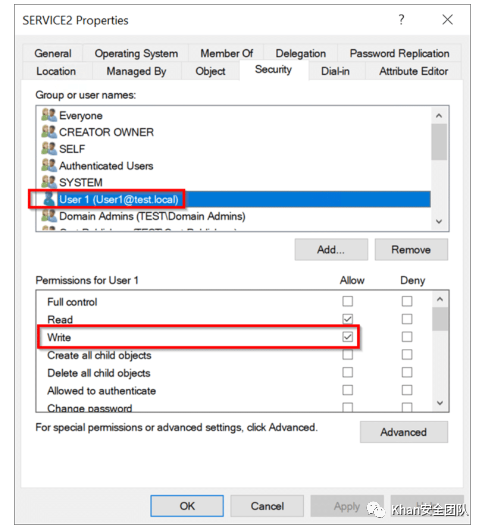 SERVICE2 Properties
General Operating System Member Of Delegation Password Replication
Location Managed By Object Security Dial-in Attribute Editor
Group or user names:
Everyone
CREATOR OWNER
SELF
Authenticated Users
SYSTEM
User 1 (User1@test.local)
Domain Admins (TEST\Domain Admins)
Add... Remove
Permissions for User 1 Allow Deny
Full control
Read
Write
Create all child objects
Delete all child objects
Allowed to authenticate
Change password
For special permissions or advanced settings, click Advanced.
Advanced
OK Cancel Apply
Khan安全团队